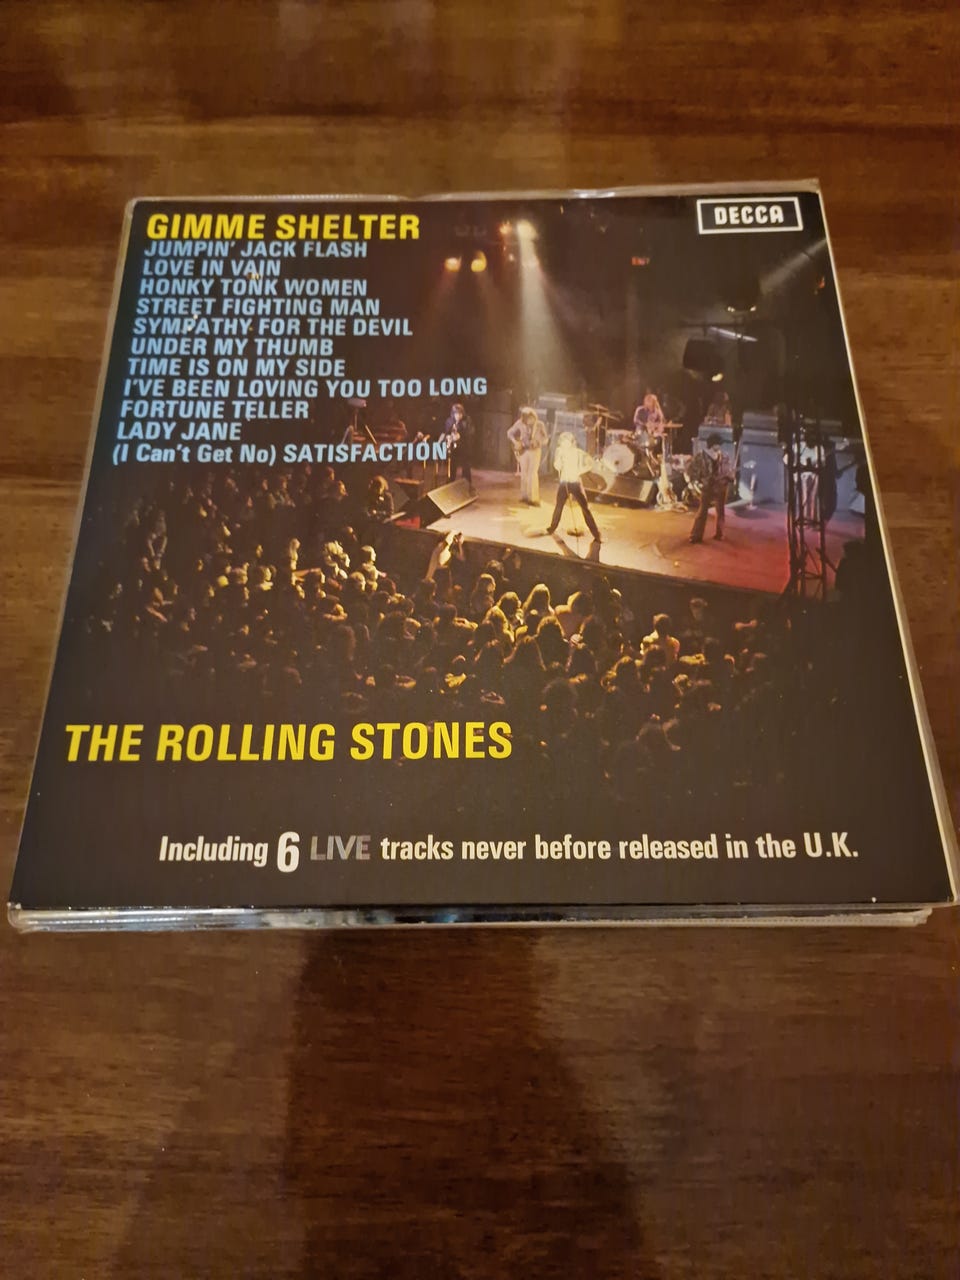 GIMME SHELTER
DECCA
JUMPIN' JACK FLASH
LOVE IN VAIN
HONKY TONK WOMEN
STREET FIGHTING MAN
SYMPATHY FOR THE DEVIL
UNDER MY THUMB
TIME IS ON MY SIDE
I'VE BEEN LOVING YOU TOO LONG
FORTUNE TELLER
LADY JANE
(I Can't Get No) SATISFACTION
THE ROLLING STONES
Including 6 LIVE tracks never before released in the U.K.